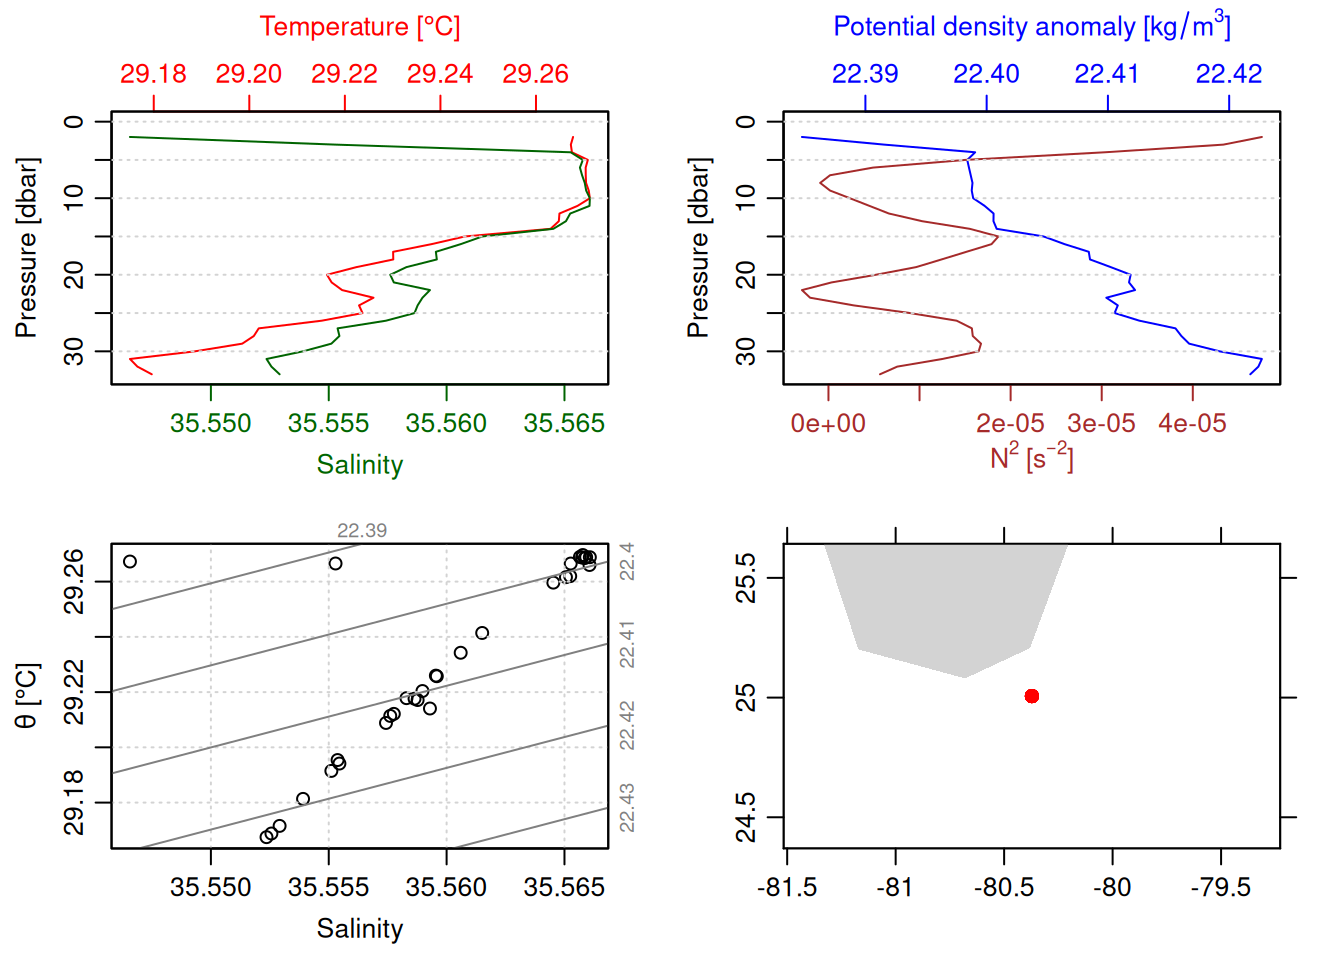 Temperature [°C]
29.18 29.20 29.22 29.24 29.26
0
10
20
30
Pressure [dbar]
35.550 35.555 35.560 35.565
Salinity
Potential density anomaly [kg/m³]
22.39 22.40 22.41 22.42
0
10
20
30
Pressure [dbar]
0e+00 2e-05 3e-05 4e-05
N² [s⁻²]
22.39
22.4
22.41
22.42
22.43
29.26
29.22
29.18
θ [°C]
35.550 35.555 35.560 35.565
Salinity
25.5
25
24.5
-81.5 -81 -80.5 -80 -79.5